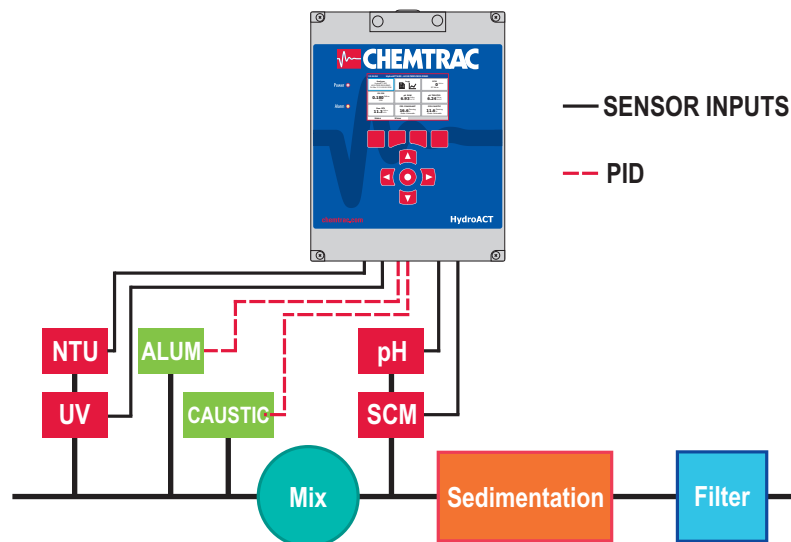 CHEMTRAC
Power
Alarm
HydroACT
SENSOR INPUTS
PID
NTU
ALUM
pH
UV
CAUSTIC
SCM
Mix
Sedimentation
Filter